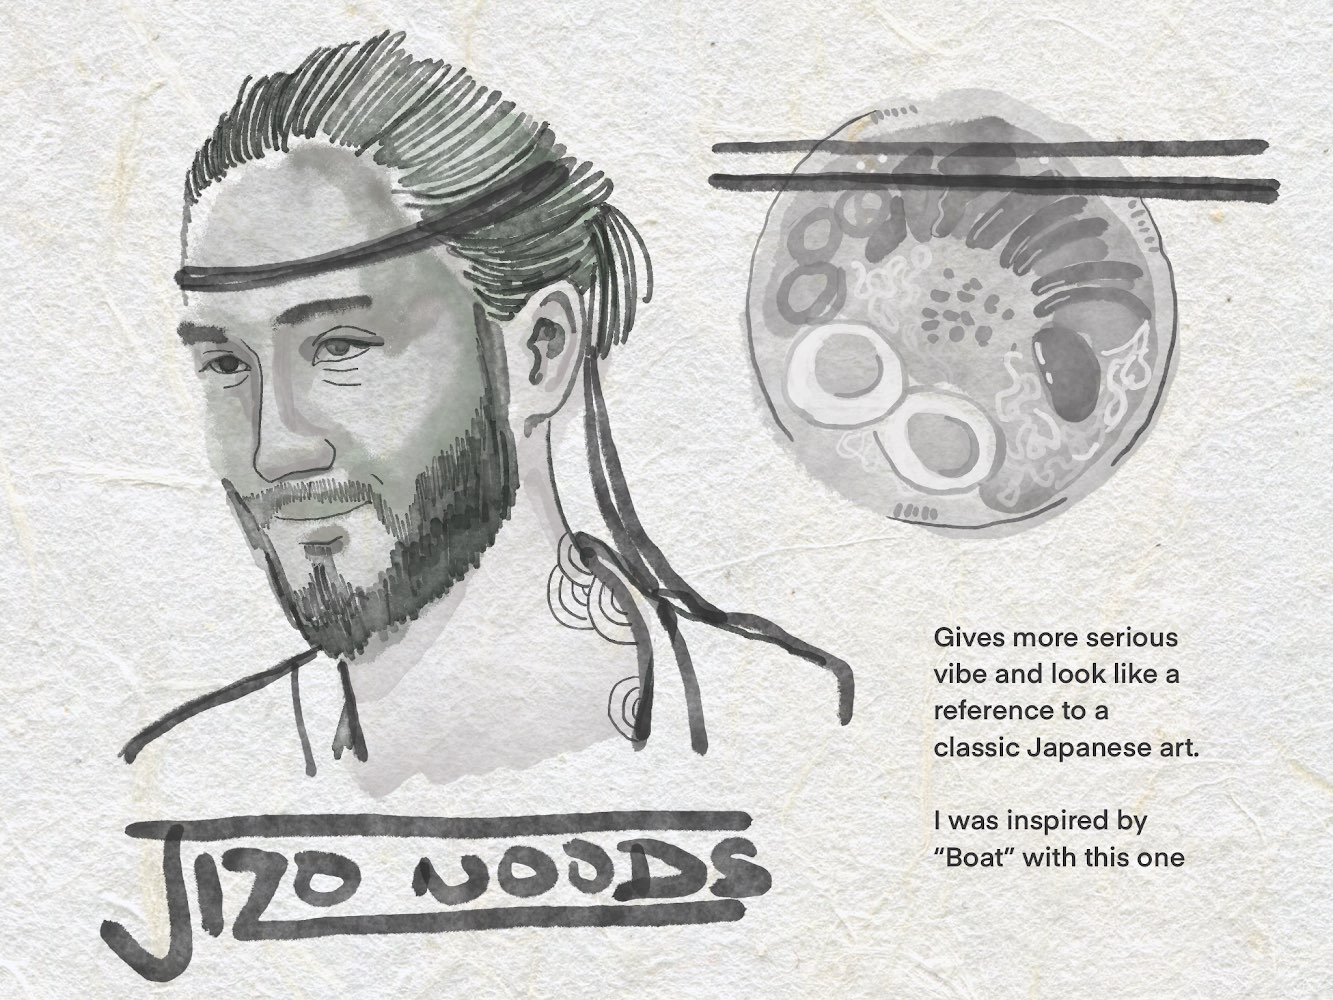 Gives more serious
vibe and look like a
reference to a
classic Japanese art.
I was inspired by
“Boat” with this one
JIZO NOODS